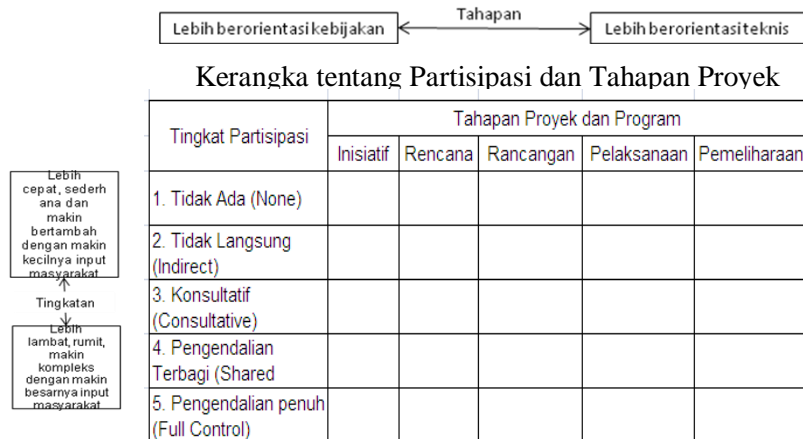 Tahapan
Lebih berorientasi kebijakan
Lebih berorientasi teknis
Kerangka tentang Partisipasi dan Tahapan Proyek
Tingkat Partisipasi
Tahapan Proyek dan Program
Inisiatif Rencana Rancangan Pelaksanaan Pemeliharaan
1. Tidak Ada (None)
2. Tidak Langsung
(Indirect)
3. Konsultatif
(Consultative)
4. Pengendalian
Terbagi (Shared
5. Pengendalian penuh
(Full Control)
Lebih
cepat, sederh
ana dan
makin
bertambah
dengan makin
kecilnya input
masyarakat
Tingkatan
Lebih
lambat, rumit,
makin
kompleks
dengan makin
besarnya input
masyarakat